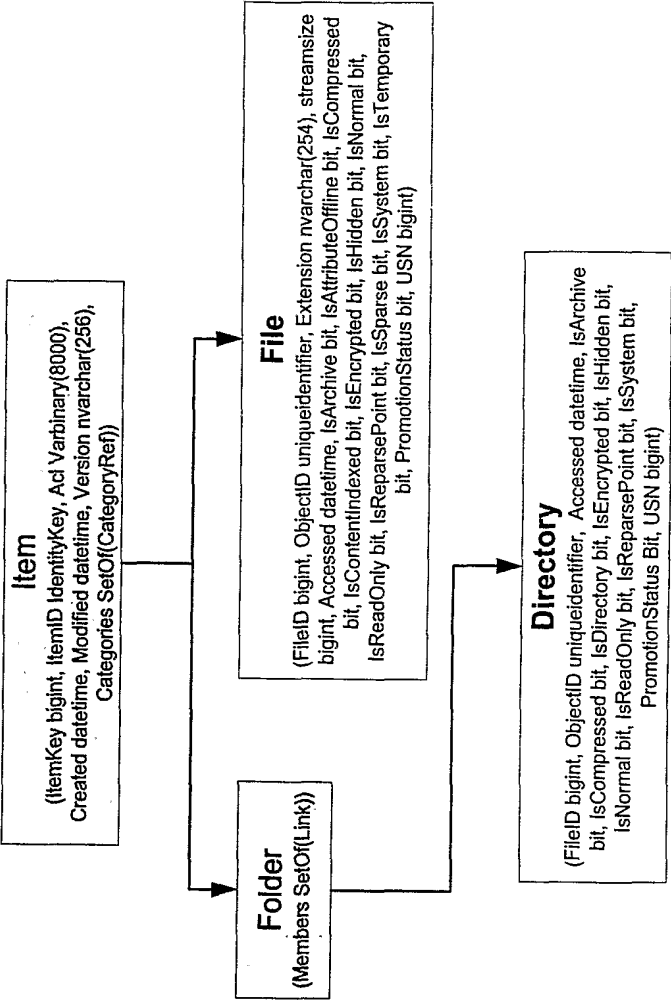 Item
(ItemKey bigint, ItemID IdentityKey, Acl Varbinary(8000),
Created datetime, Modified datetime, Version nvarchar(256),
Categories SetOf(CategoryRef))
Folder
(Members SetOf(Link))
File
(FileID bigint, ObjectID uniqueidentifier, Extension nvarchar(254), streamsize
bigint, Accessed datetime, IsArchive bit, IsAttributeOffline bit, IsCompressed
bit, IsContentIndexed bit, IsEncrypted bit, IsHidden bit, IsNormal bit,
IsReadOnly bit, IsReparsePoint bit, IsSparse bit, IsSystem bit, IsTemporary
bit, PromotionStatus bit, USN bigint)
Directory
(FileID bigint, ObjectID uniqueidentifier, Accessed datetime, IsArchive
bit, IsCompressed bit, IsDirectory bit, IsEncrypted bit, IsHidden bit,
IsNormal bit, IsReadOnly bit, IsReparsePoint bit, IsSystem bit,
PromotionStatus Bit, USN bigint)